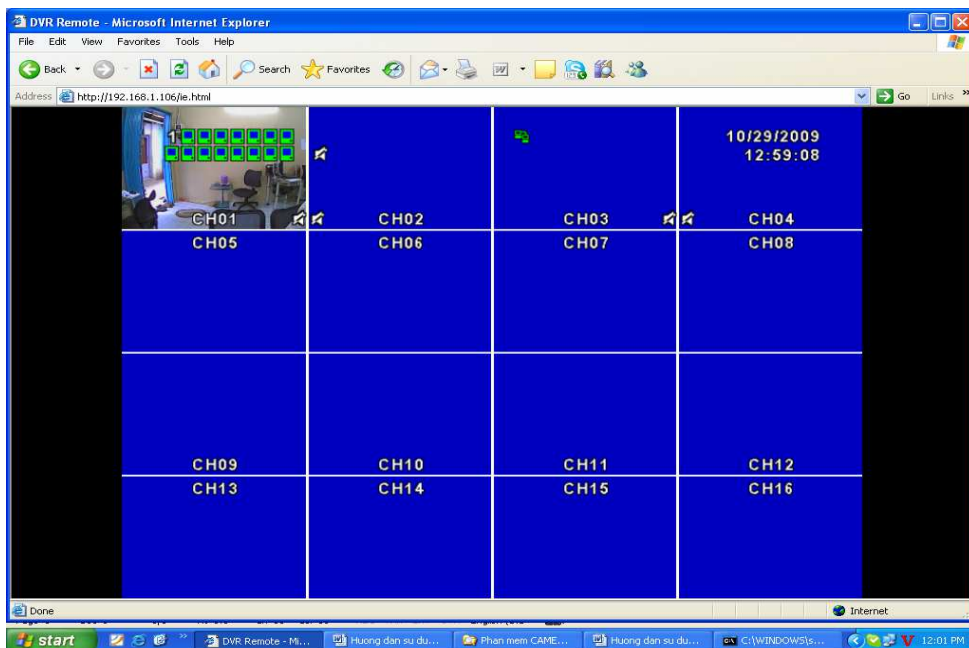 DVR Remote - Microsoft Internet Explorer
File Edit View Favorites Tools Help
Back Search Favorites
Address http://192.168.1.106/ie.html Go Links »
1
10/29/2009
12:59:08
CH01 CH02 CH03 CH04
CH05 CH06 CH07 CH08
CH09 CH10 CH11 CH12
CH13 CH14 CH15 CH16
Done Internet
start » DVR Remote - Mi... Huong dan su du... Phan mem CAME... Huong dan su du... C:\WINDOWS\s... V 12:01 PM